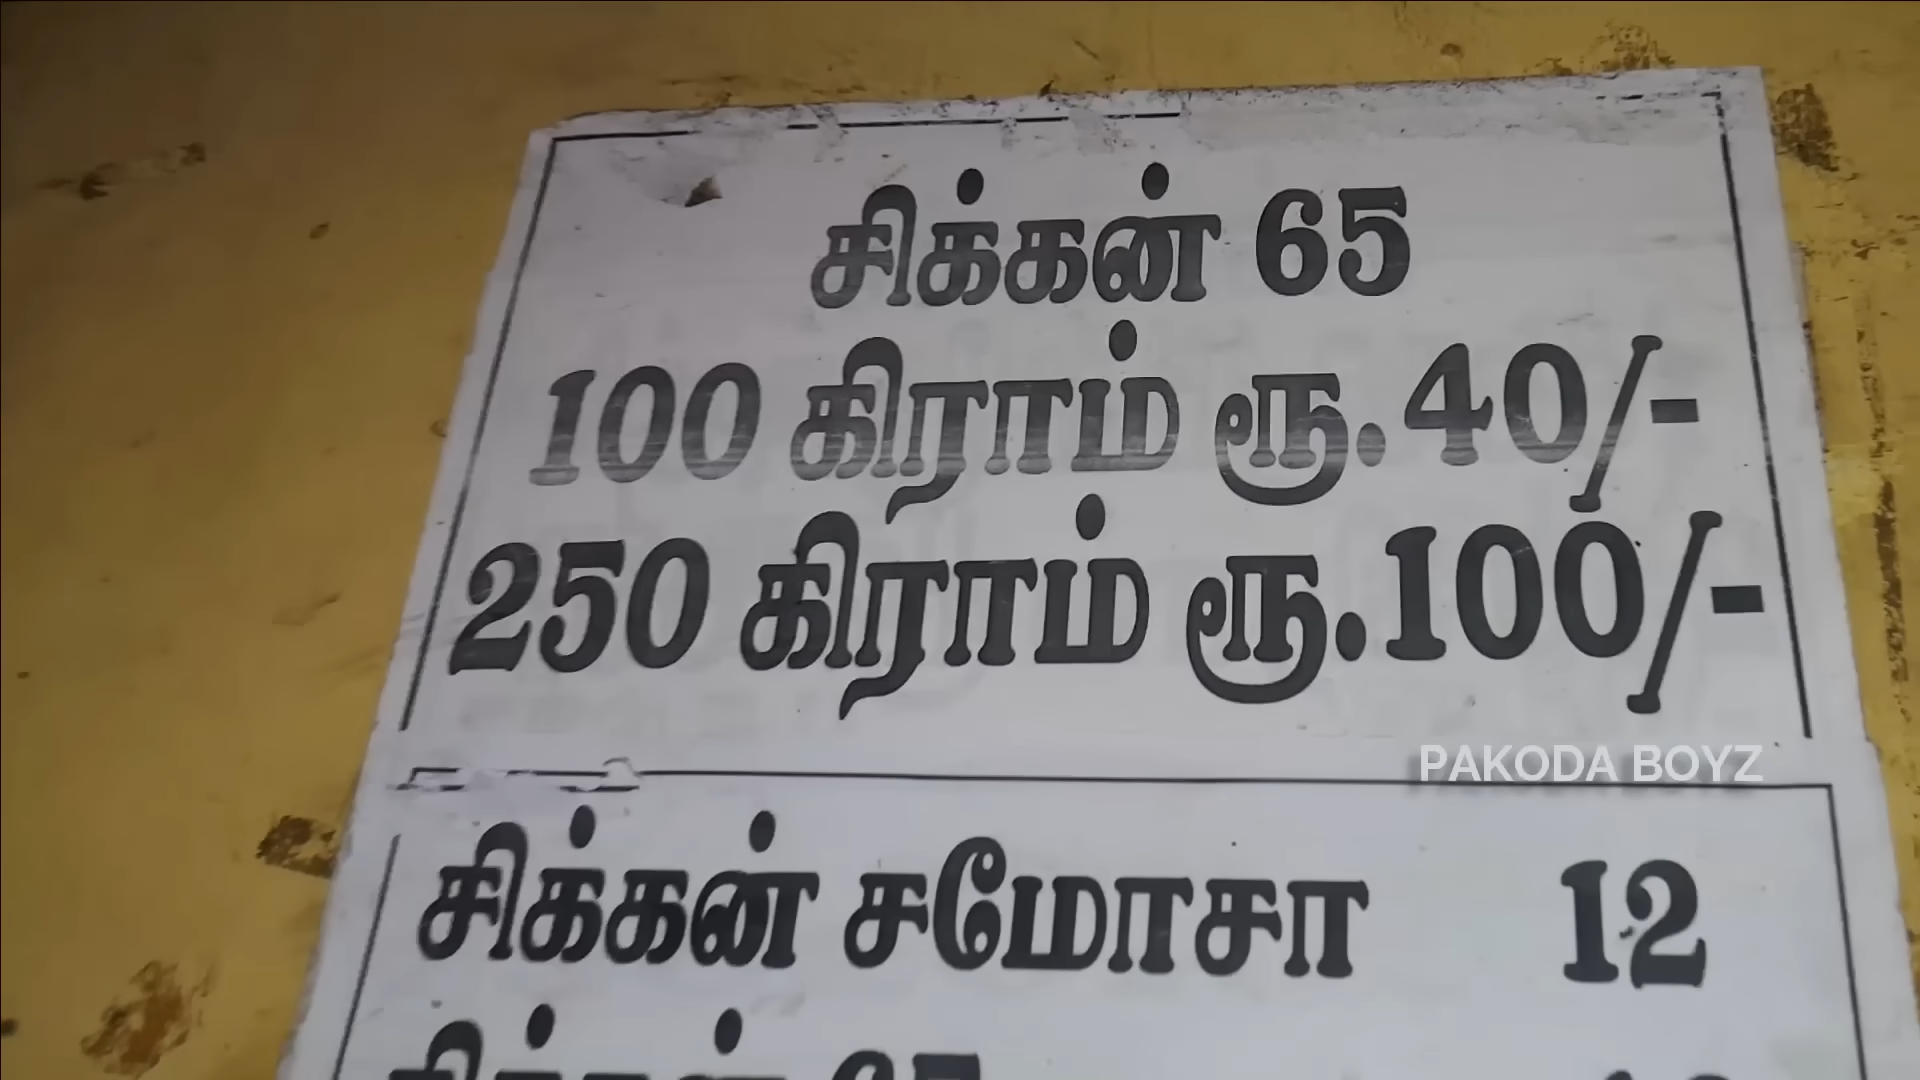 சிக்கன் 65
100 கிராம் ரூ.40/-
250 கிராம் ரூ.100/-
PAKODA BOYZ
சிக்கன் சமோசா 12